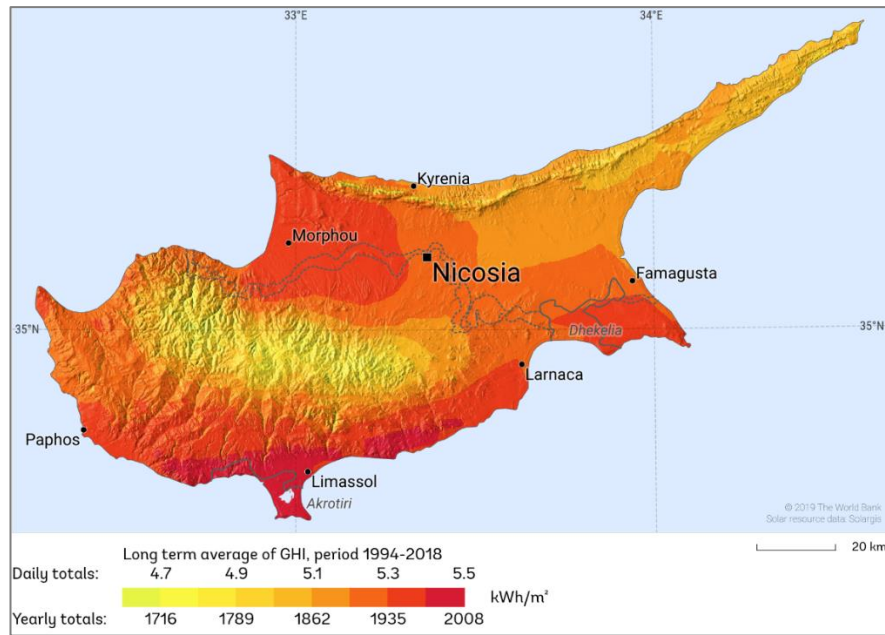 33°E
34°E
Kyrenia
Morphou
Nicosia
Famagusta
35°N
35°N
Dhekelia
Larnaca
Paphos
Limassol
Akrotiri
© 2019 The World Bank
Solar resource data: Solargis
20 km
Long term average of GHI, period 1994-2018
Daily totals: 4.7 4.9 5.1 5.3 5.5
kWh/m²
Yearly totals: 1716 1789 1862 1935 2008